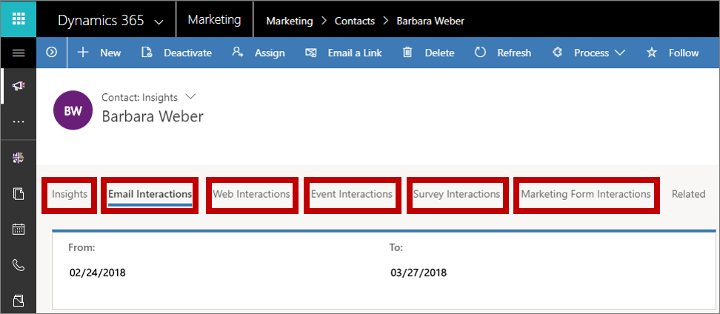 Dynamics 365 Marketing Marketing > Contacts > Barbara Weber
New Deactivate Assign Email a Link Delete Refresh Process Follow
Contact: Insights
BW
Barbara Weber
Insights Email Interactions Web Interactions Event Interactions Survey Interactions Marketing Form Interactions Related
From: To:
02/24/2018 03/27/2018